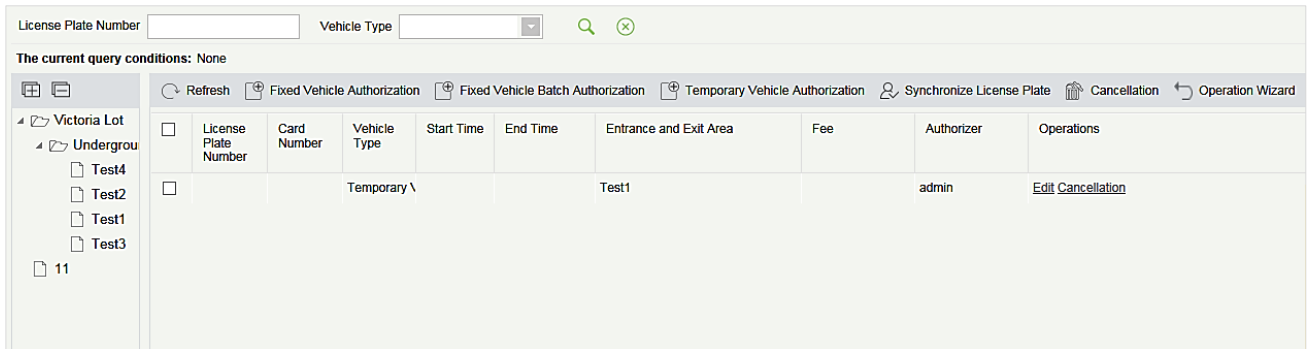 License Plate Number Vehicle Type
The current query conditions: None
Refresh Fixed Vehicle Authorization Fixed Vehicle Batch Authorization Temporary Vehicle Authorization Synchronize License Plate Cancellation Operation Wizard
Victoria Lot
Undergrou
Test4
Test2
Test1
Test3
11
License Plate Number Card Number Vehicle Type Start Time End Time Entrance and Exit Area Fee Authorizer Operations
Temporary V Test1 admin Edit Cancellation